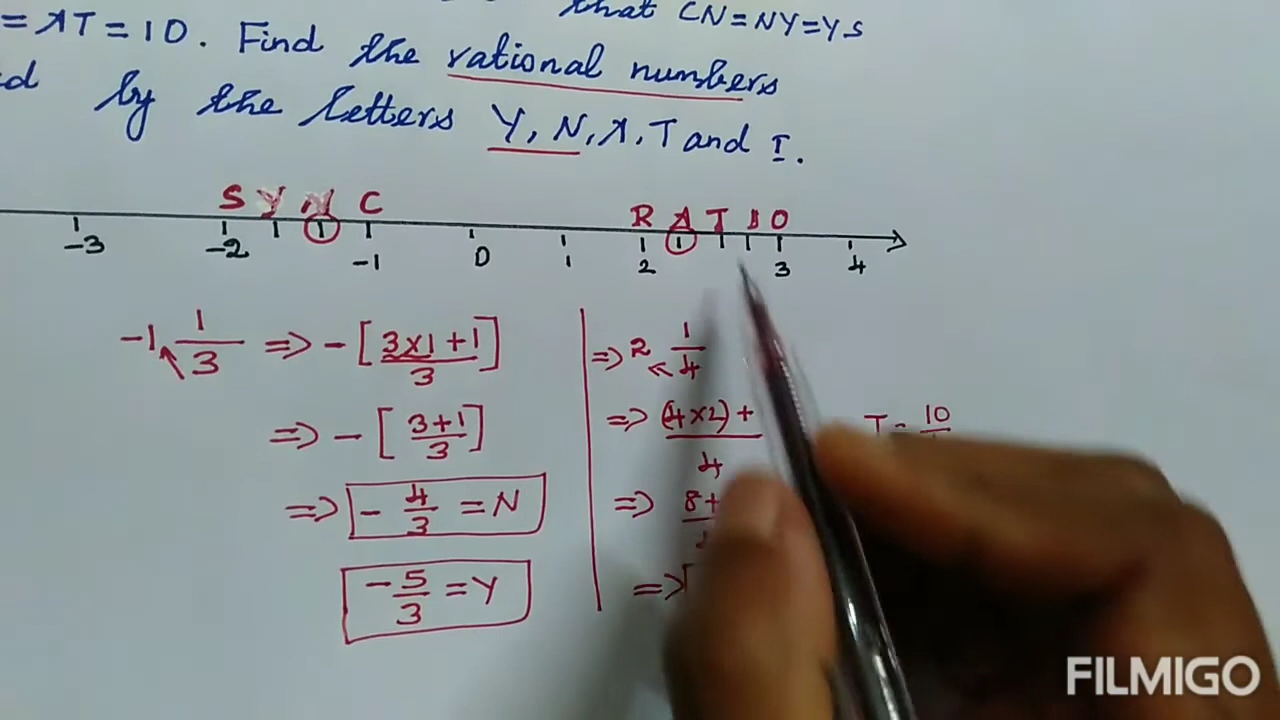 that CN=NY=YS
= AT = IO. Find the rational numbers
by the letters Y, N, A, T and I.
S Y N C R A T I O
-3 -2 -1 0 1 2 3 4
-1 1/3 => -[3×1+1]/3
=> -[3+1/3]
=> -4/3 = N
-5/3 = Y
=> 2 1/4
=> (4×2)+ / 4
=> 8+
=>
T = 10
FILMIGO